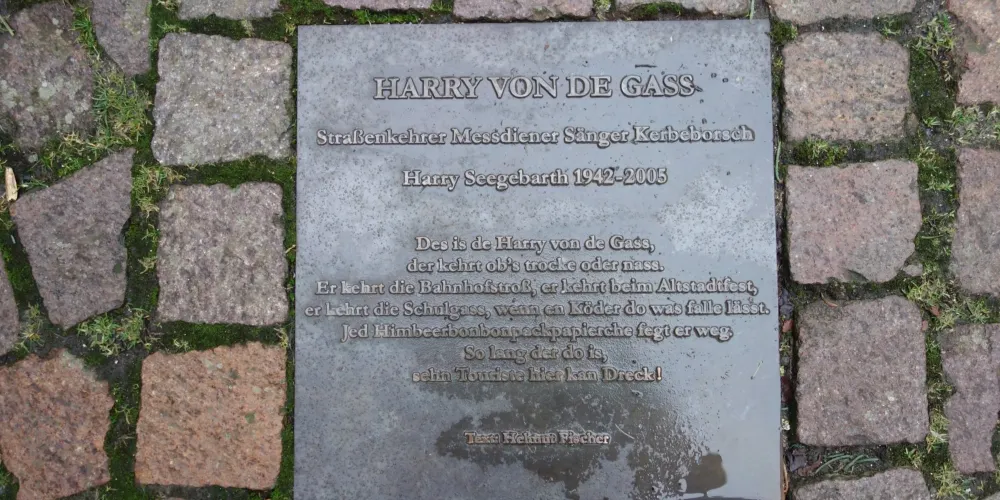 HARRY VON DE GASS
Straßenkehrer Messdiener Sänger Kerbeborsch
Harry Seegebarth 1942-2005
Des is de Harry von de Gass,
der kehrt ob's trocke oder nass.
Er kehrt die Bahnhofstroß, er kehrt beim Altstadtfest,
er kehrt die Schulgass, wenn en Köder do was falle lässt.
Jed Himbeerbonbonpackpapierche fegt er weg.
So lang der do is,
sehn Touriste hier kan Dreck!
Text: Helmut Fischer